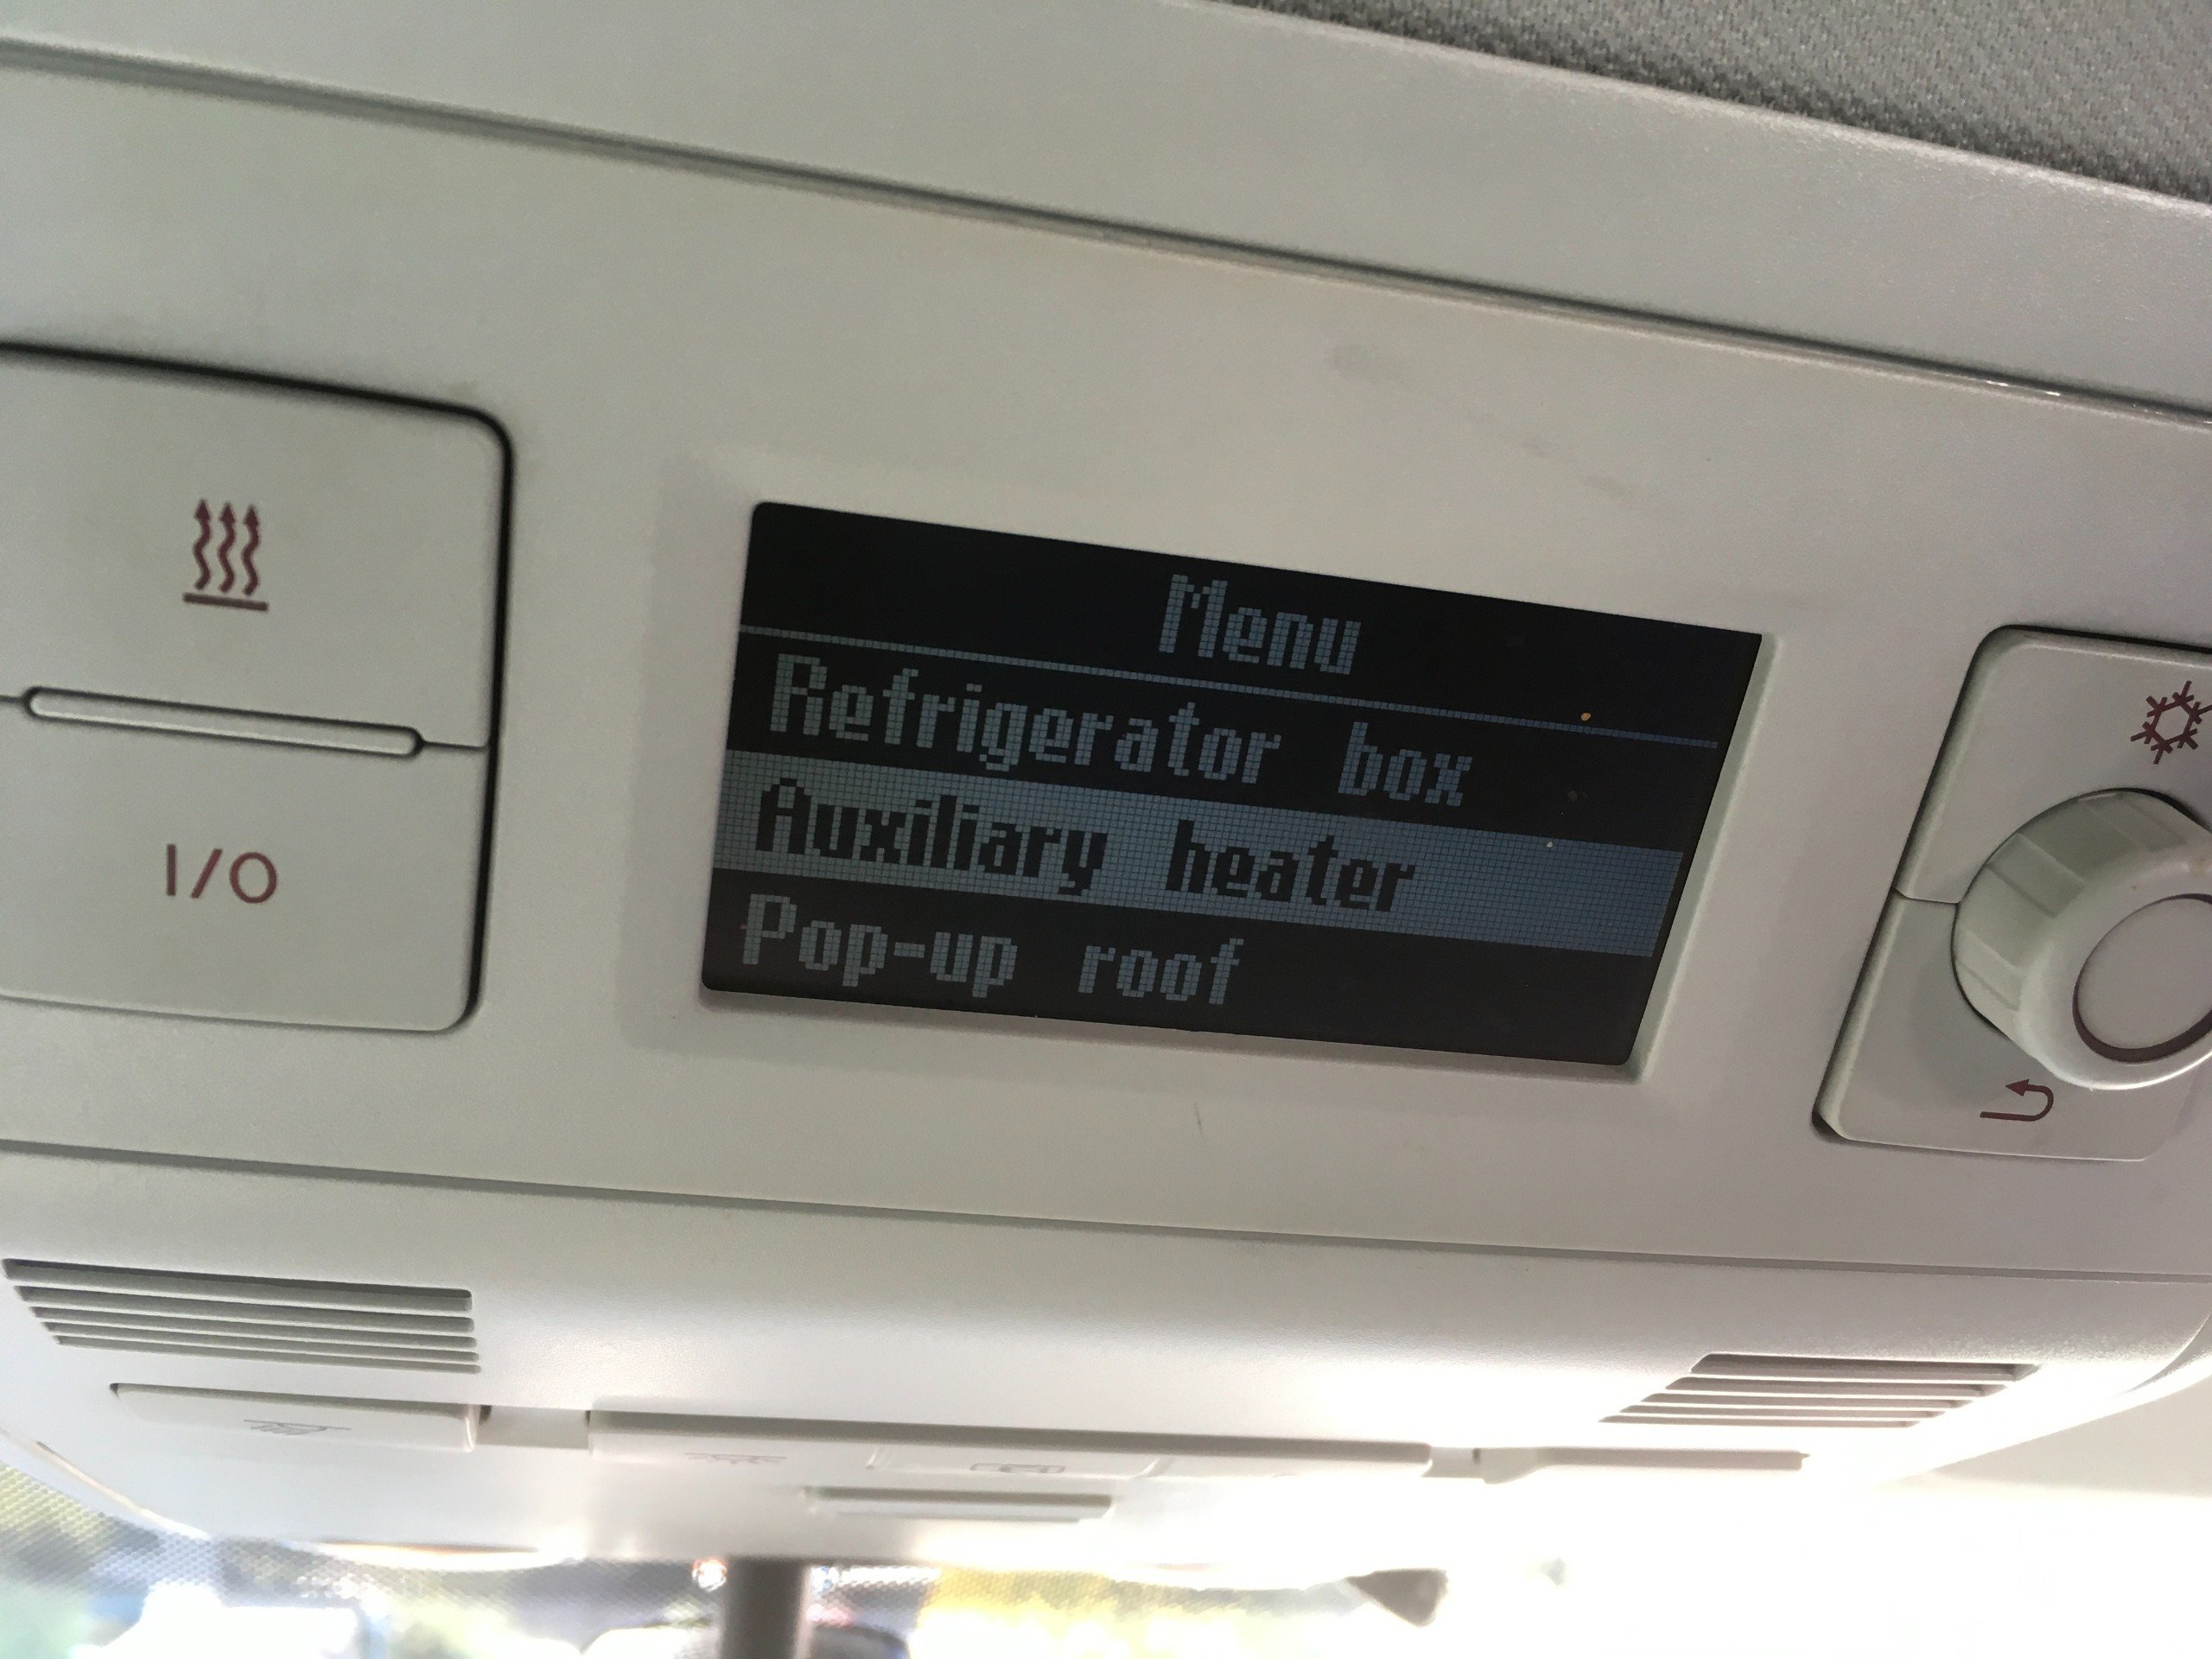 Menu
Refrigerator box
Auxiliary heater
Pop-up roof
I/O